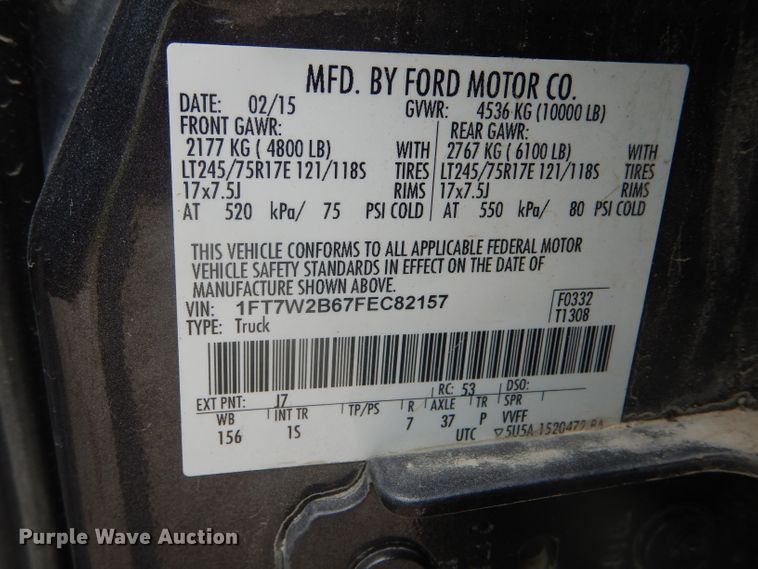 MFD. BY FORD MOTOR CO.
DATE: 02/15 GVWR: 4536 KG (10000 LB)
FRONT GAWR: REAR GAWR:
2177 KG ( 4800 LB) WITH 2767 KG ( 6100 LB) WITH
LT245/75R17E 121/118S TIRES LT245/75R17E 121/118S TIRES
17x7.5J RIMS 17x7.5J RIMS
AT 520 kPa/ 75 PSI COLD AT 550 kPa/ 80 PSI COLD
THIS VEHICLE CONFORMS TO ALL APPLICABLE FEDERAL MOTOR
VEHICLE SAFETY STANDARDS IN EFFECT ON THE DATE OF
MANUFACTURE SHOWN ABOVE.
VIN: 1FT7W2B67FEC82157 F0332
TYPE: Truck T1308
EXT PNT: J7 RC: 53 DSO:
WB INT TR TP/PS R AXLE TR SPR
156 1S 7 37 P VVFF
UTC ▽5U5A-1520472-BA
Purple Wave Auction